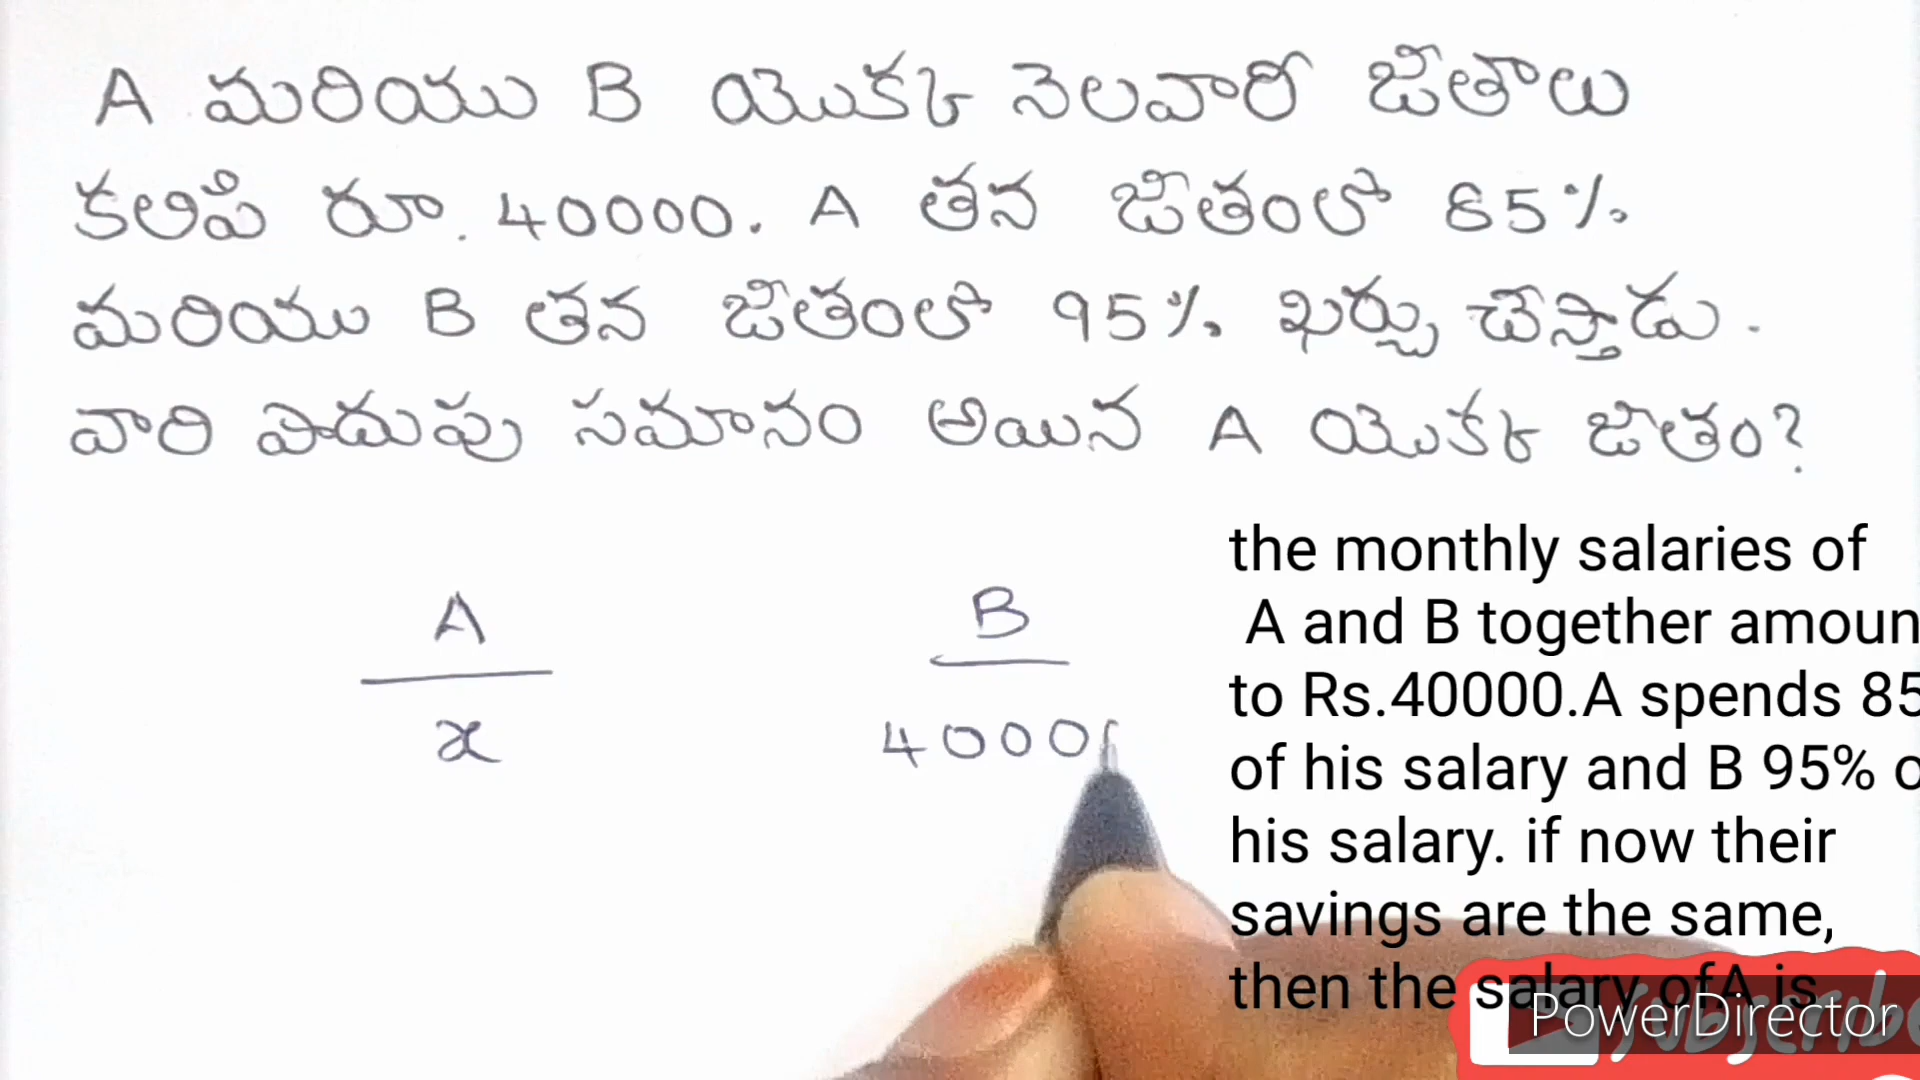 A మరియు B యొక్క నెలవారీ జీతాలు
కలిపి రూ. 40000. A తన జీతంలో 85%
మరియు B తన జీతంలో 95% ఖర్చు చేస్తాడు.
వారి పొదుపు సమానం అయిన A యొక్క జీతం?
A
x
B
4000
the monthly salaries of
A and B together amoun
to Rs.40000.A spends 85
of his salary and B 95% o
his salary. if now their
savings are the same,
then the salary ofA is
PowerDirector